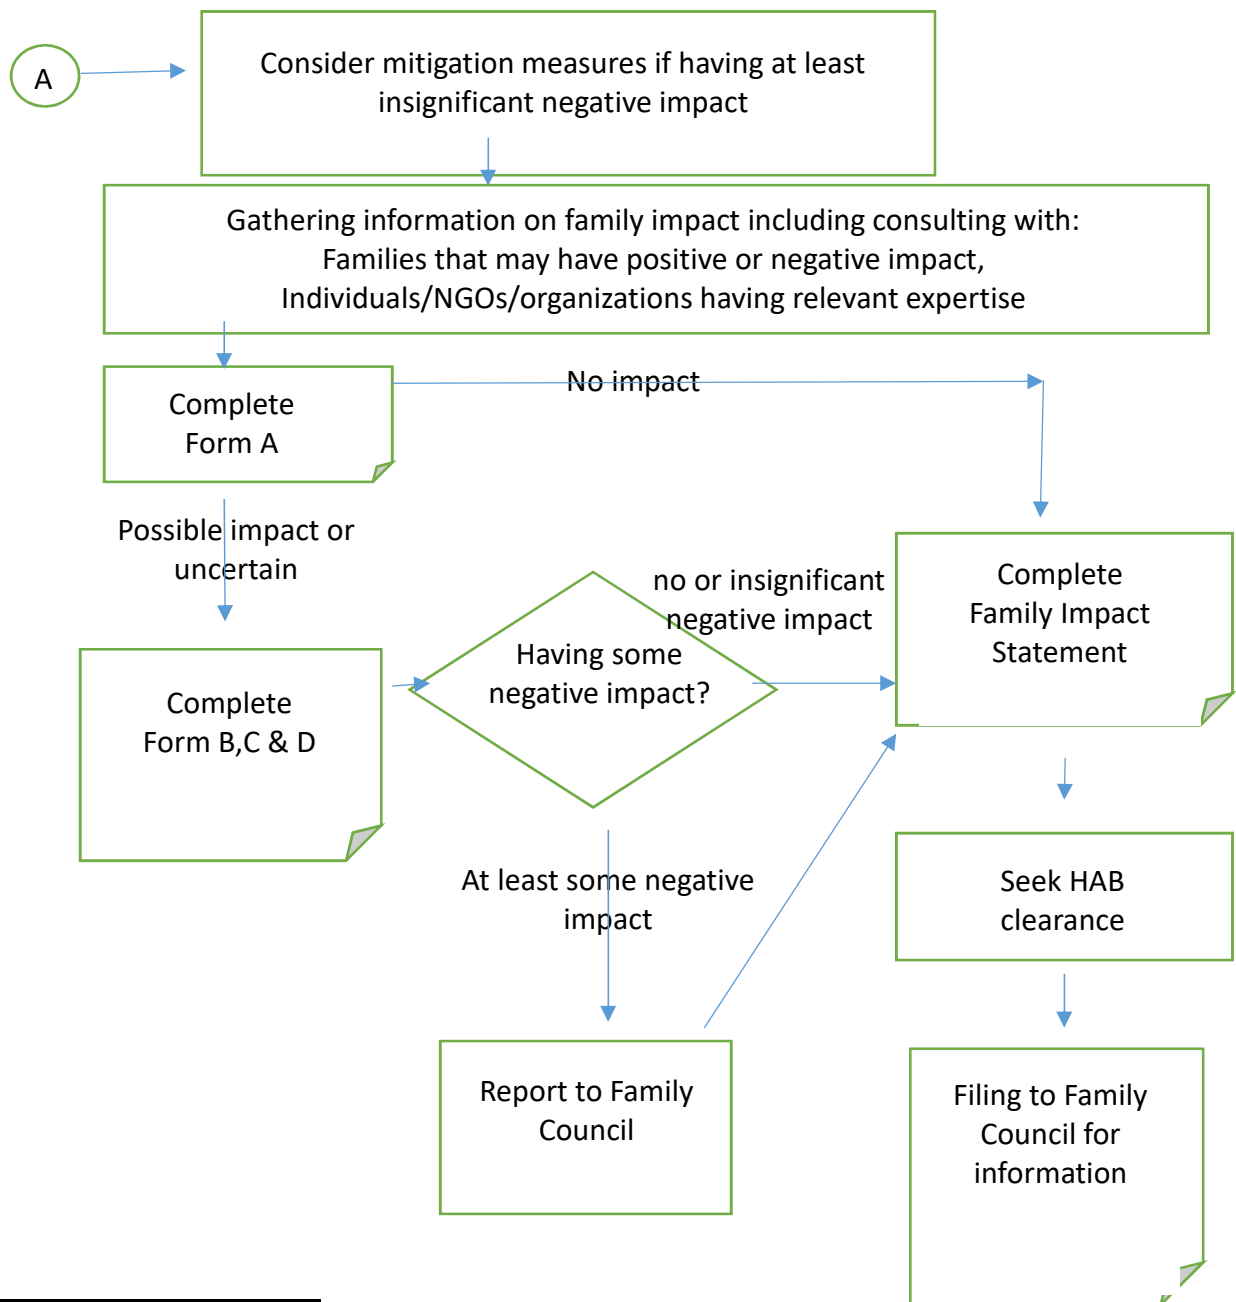 A
Consider mitigation measures if having at least
insignificant negative impact
Gathering information on family impact including consulting with:
Families that may have positive or negative impact,
Individuals/NGOs/organizations having relevant expertise
Complete
Form A
No impact
Possible impact or
uncertain
Complete
Form B,C & D
Having some
negative impact?
no or insignificant
negative impact
Complete
Family Impact
Statement
At least some negative
impact
Seek HAB
clearance
Report to Family
Council
Filing to Family
Council for
information